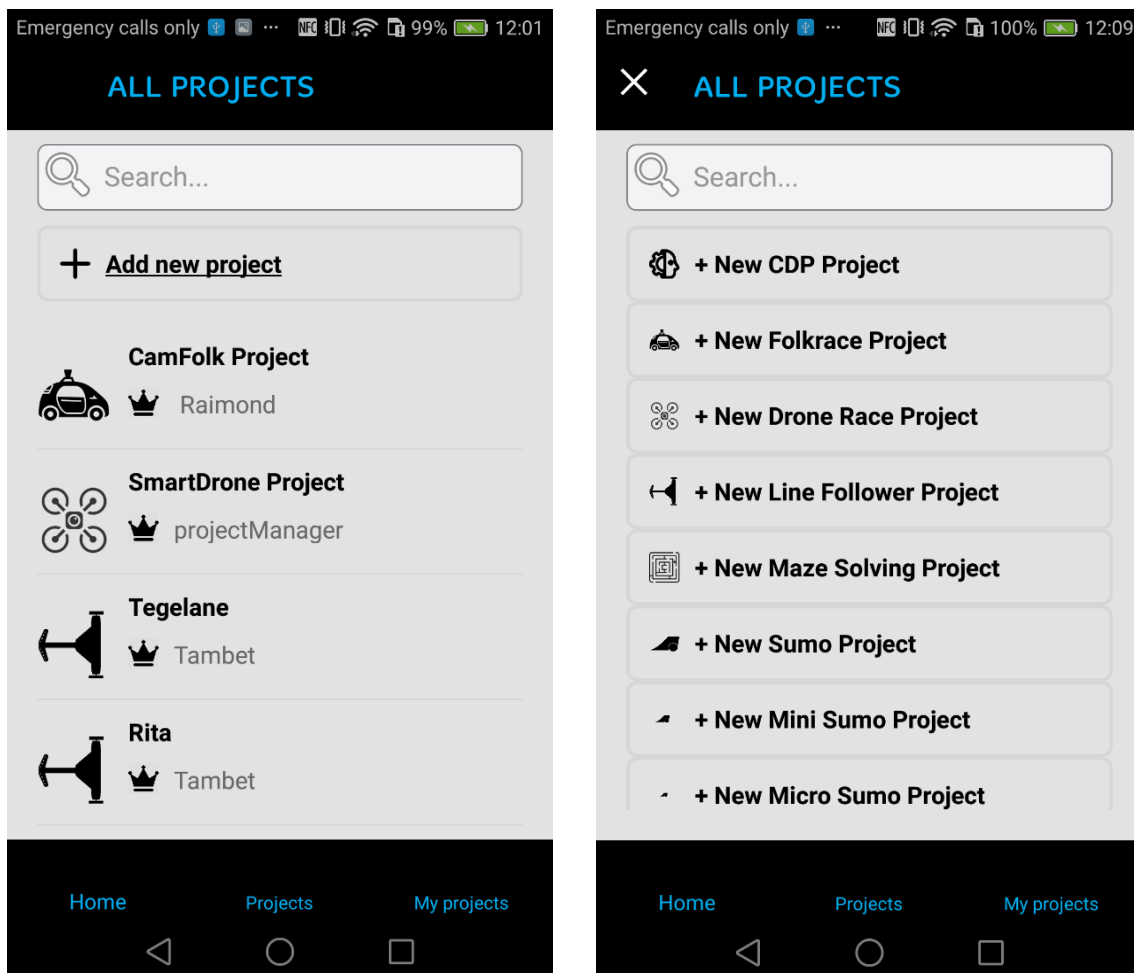 Emergency calls only ... NFC 99% 12:01
ALL PROJECTS
Search...
Add new project
CamFolk Project
Raimond
SmartDrone Project
projectManager
Tegelane
Tambet
Rita
Tambet
Home Projects My projects
Emergency calls only ... NFC 100% 12:09
ALL PROJECTS
Search...
+ New CDP Project
+ New Folkrace Project
+ New Drone Race Project
+ New Line Follower Project
+ New Maze Solving Project
+ New Sumo Project
+ New Mini Sumo Project
+ New Micro Sumo Project
Home Projects My projects